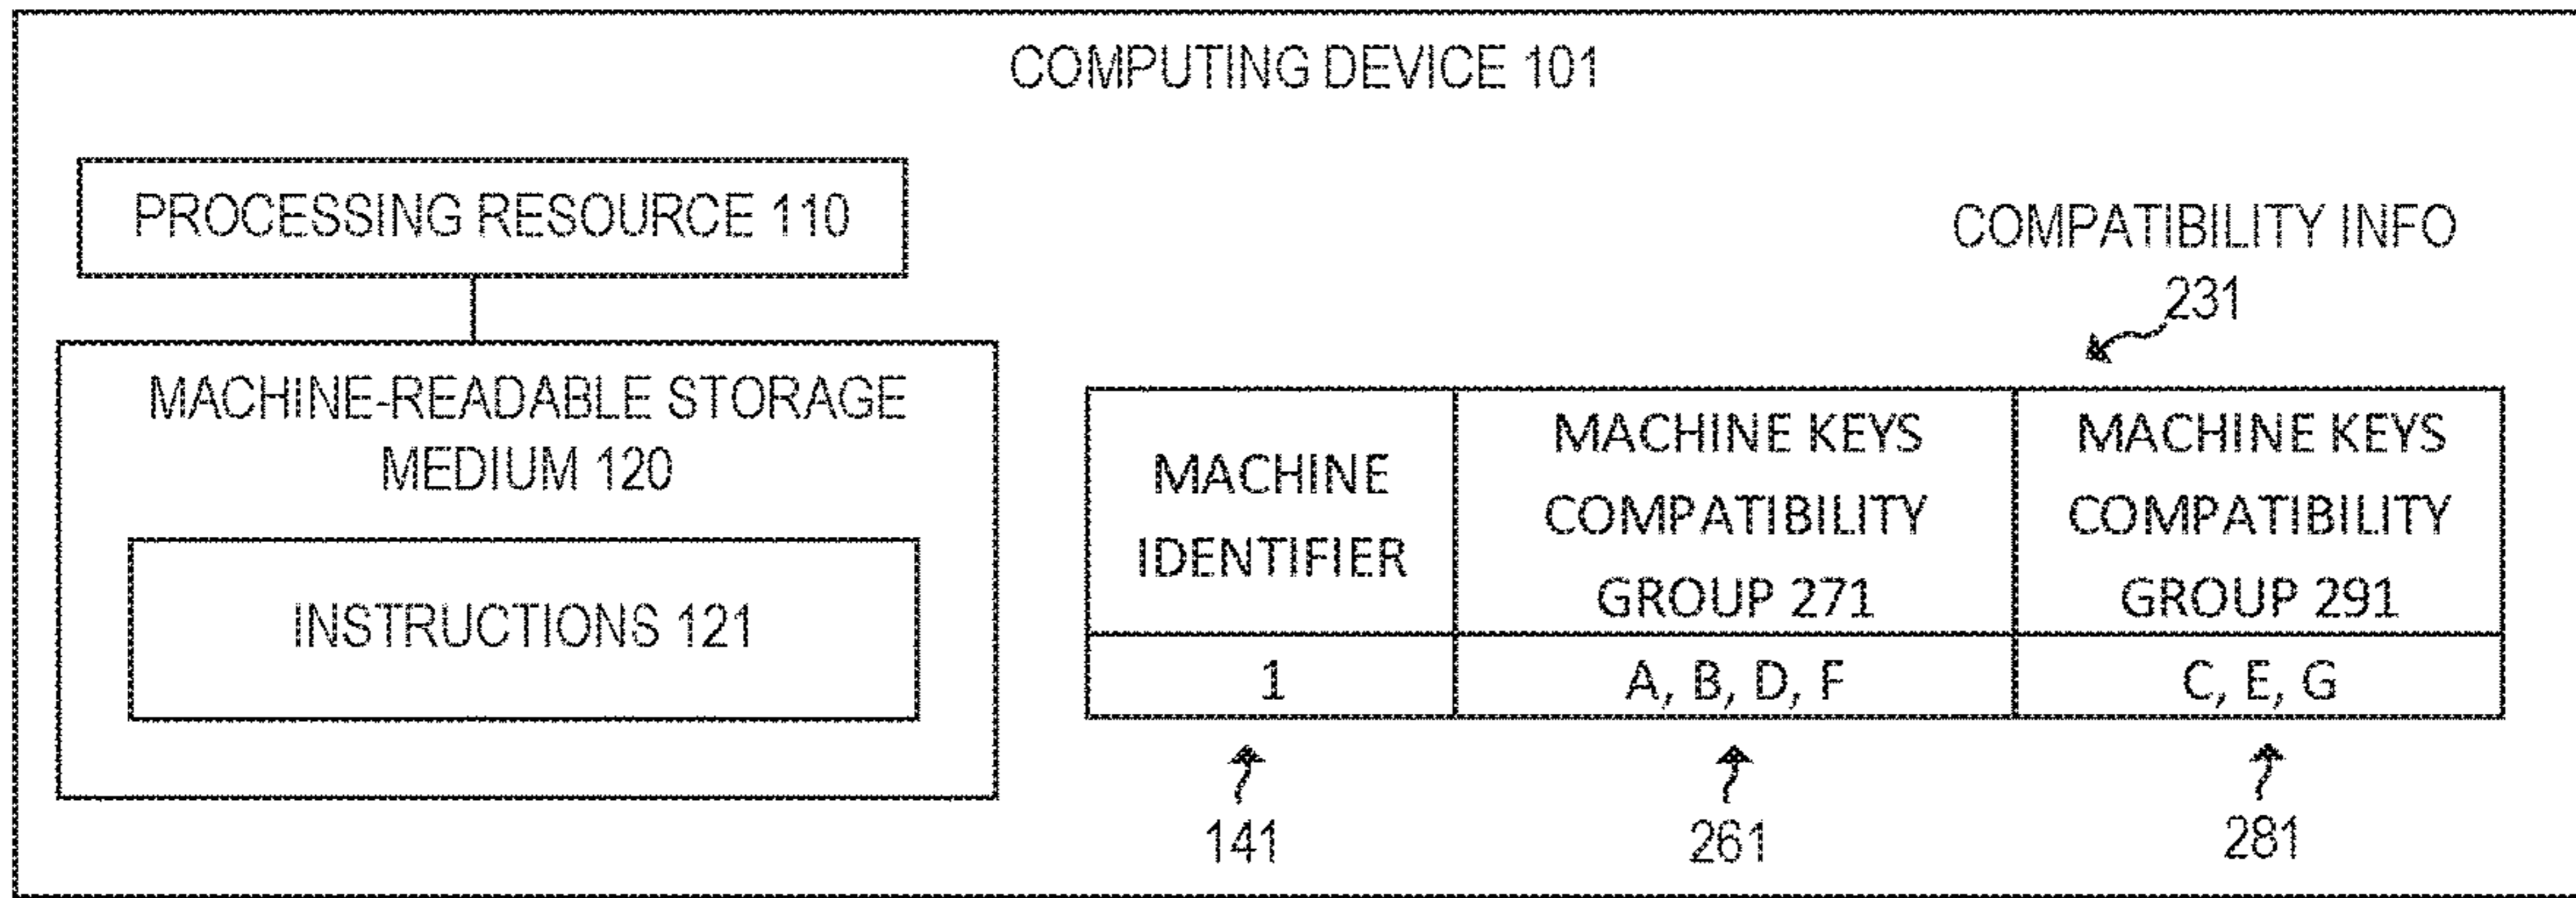 COMPUTING DEVICE 101
PROCESSING RESOURCE 110
MACHINE-READABLE STORAGE
MEDIUM 120
INSTRUCTIONS 121
COMPATIBILITY INFO
231
MACHINE
IDENTIFIER
MACHINE KEYS
COMPATIBILITY
GROUP 271
MACHINE KEYS
COMPATIBILITY
GROUP 291
1
A, B, D, F
C, E, G
141
261
281